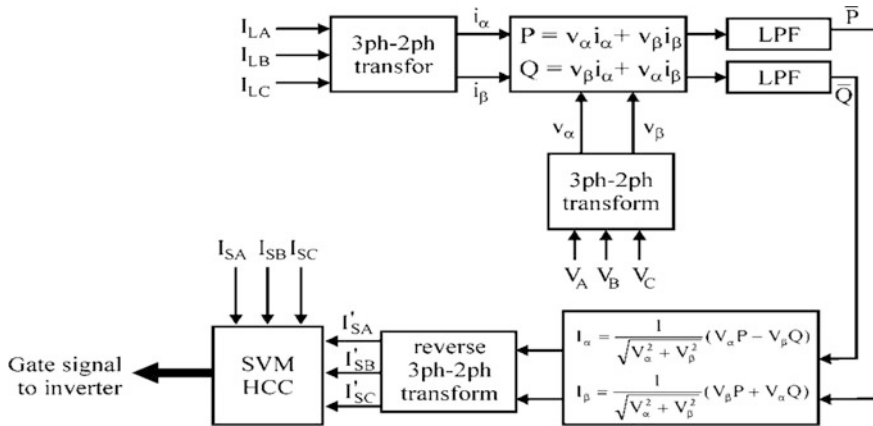 I_LA
I_LB
I_LC
3ph-2ph
transfor
i_α
i_β
P = v_α i_α + v_β i_β
Q = v_β i_α + v_α i_β
LPF
P̅
LPF
Q̅
v_α
v_β
3ph-2ph
transform
V_A V_B V_C
I_SA I_SB I_SC
SVM
HCC
Gate signal
to inverter
I'_SA
I'_SB
I'_SC
reverse
3ph-2ph
transform
I_α = 1/√(V_α² + V_β²) (V_α P − V_β Q)
I_β = 1/√(V_α² + V_β²) (V_β P + V_α Q)